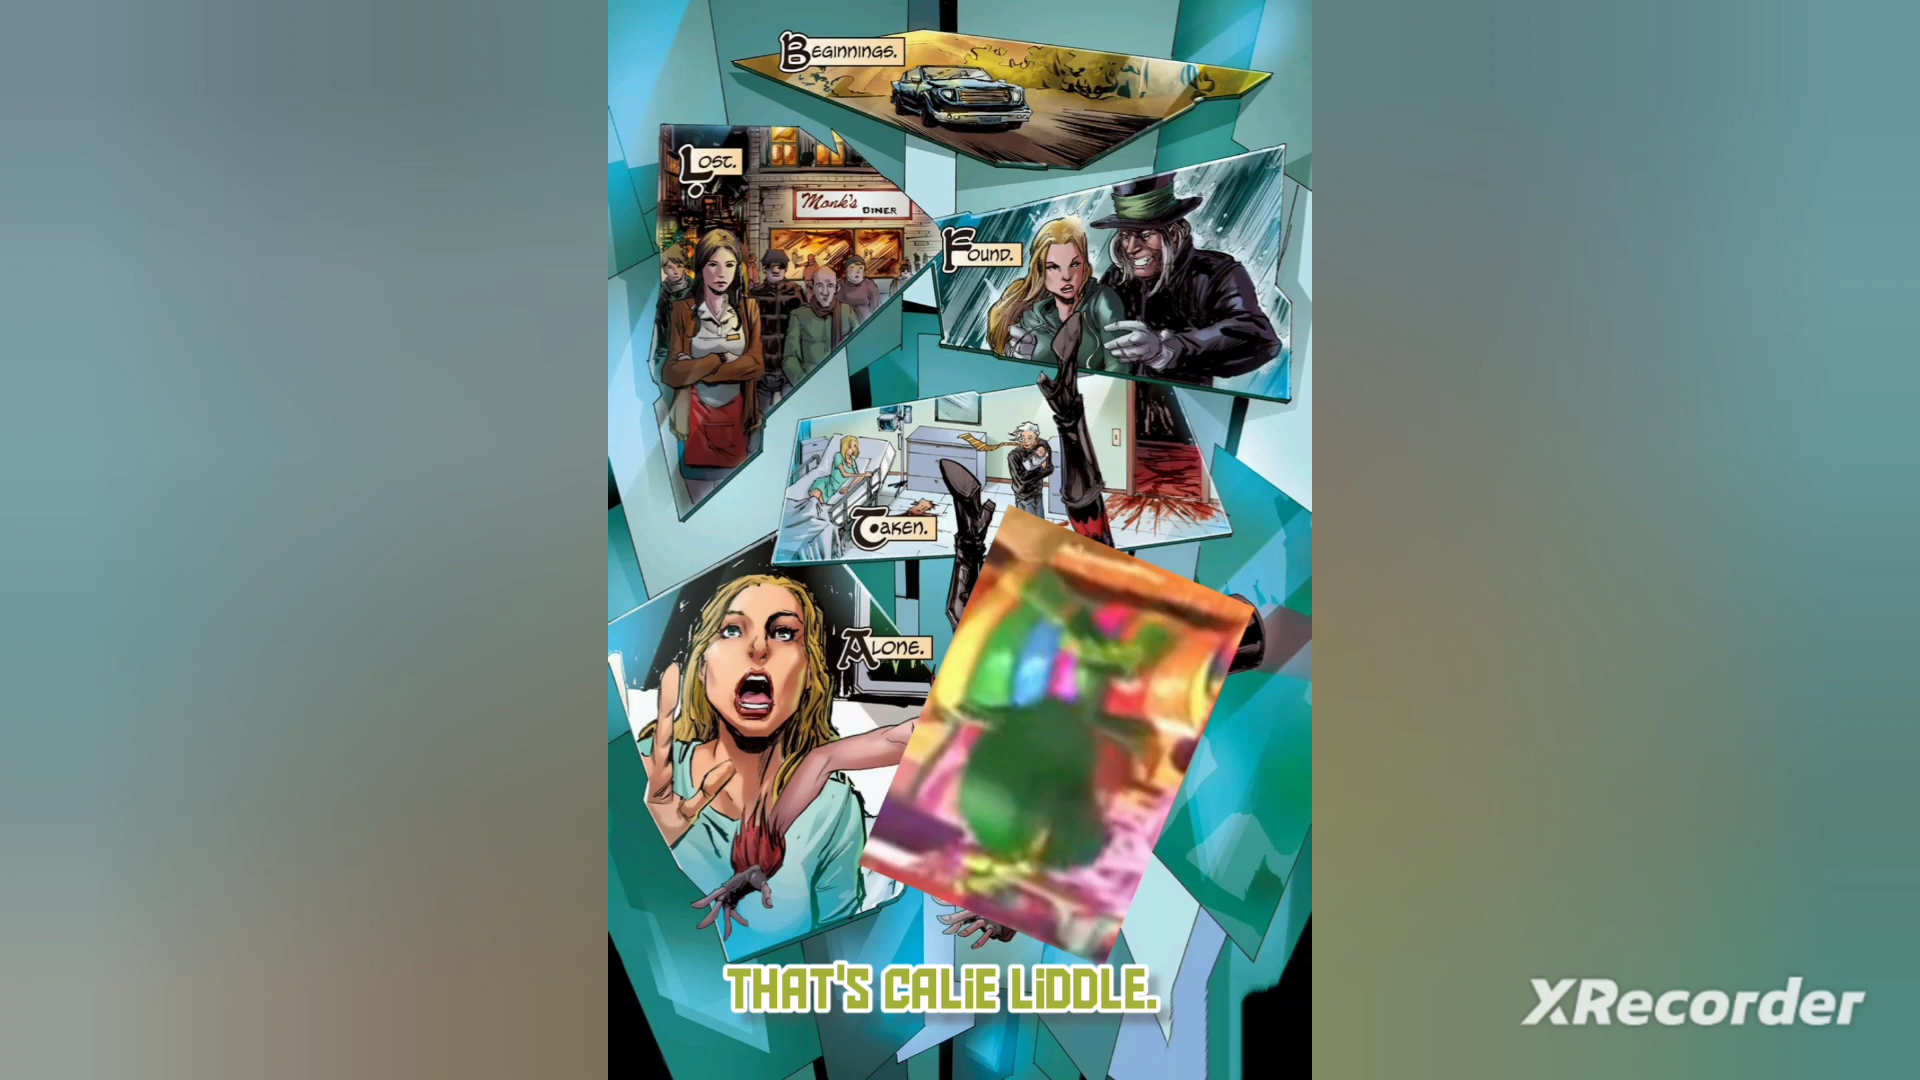 Beginnings.
Lost.
Monk's Diner
Found.
Taken.
Alone.
THAT'S CALIE LIDDLE.
XRecorder